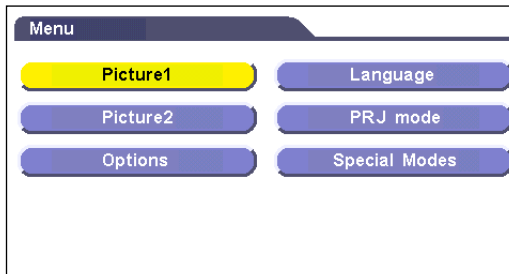 Menu
Picture1
Language
Picture2
PRJ mode
Options
Special Modes